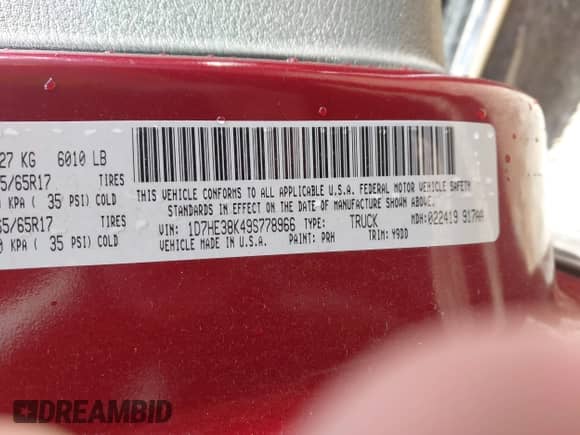 27 KG 6010 LB
5/65R17 TIRES
KPA ( 35 PSI) COLD
65/65R17 TIRES
KPA ( 35 PSI) COLD
THIS VEHICLE CONFORMS TO ALL APPLICABLE U.S.A. FEDERAL MOTOR VEHICLE SAFETY
STANDARDS IN EFFECT ON THE DATE OF MANUFACTURE SHOWN ABOVE.
VIN: 1D7HE38K49S778966 TYPE: TRUCK MDH: 022419 917AA
VEHICLE MADE IN U.S.A. PAINT: PRH TRIM: Y9DD
DREAMBID